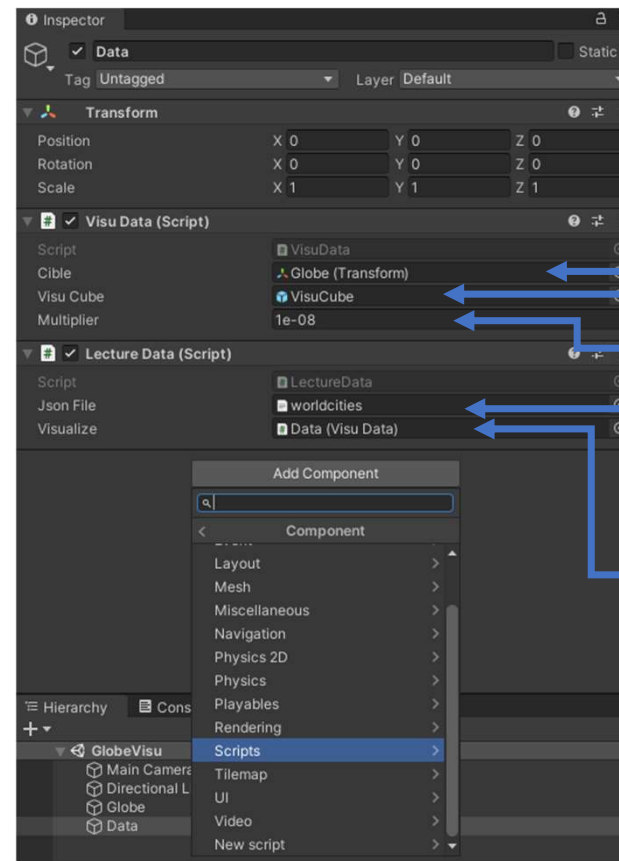 Inspector
Data Static
Tag Untagged Layer Default
Transform
Position X 0 Y 0 Z 0
Rotation X 0 Y 0 Z 0
Scale X 1 Y 1 Z 1
# Visu Data (Script)
Script # VisuData
Cible Globe (Transform)
Visu Cube VisuCube
Multiplier 1e-08
# Lecture Data (Script)
Script # LectureData
Json File worldcities
Visualize # Data (Visu Data)
Add Component
< Component
Layout >
Mesh >
Miscellaneous >
Navigation >
Physics 2D >
Physics >
Playables >
Rendering >
Scripts >
Tilemap >
UI >
Video >
New script >
Hierarchy Cons
+
GlobeVisu
Main Camera
Directional L
Globe
Data